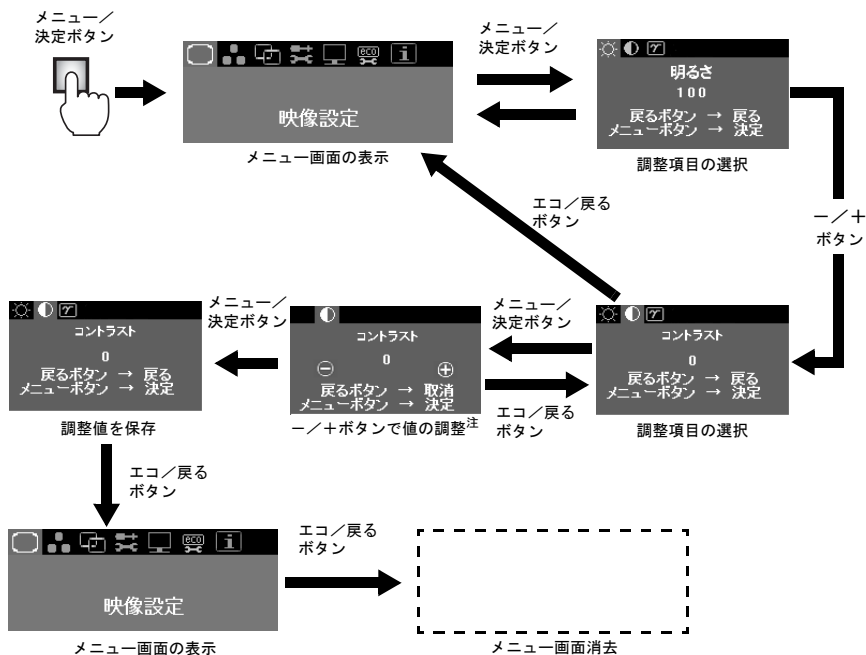 メニュー／
決定ボタン
eco i
映像設定
メニュー画面の表示
メニュー／
決定ボタン
γ
明るさ
100
戻るボタン → 戻る
メニューボタン → 決定
調整項目の選択
エコ／戻る
ボタン
－／＋
ボタン
γ
コントラスト
0
戻るボタン → 戻る
メニューボタン → 決定
調整項目の選択
メニュー／
決定ボタン
エコ／戻る
ボタン
コントラスト
0
戻るボタン → 取消
メニューボタン → 決定
－／＋ボタンで値の調整注
メニュー／
決定ボタン
γ
コントラスト
0
戻るボタン → 戻る
メニューボタン → 決定
調整値を保存
エコ／戻る
ボタン
eco i
映像設定
メニュー画面の表示
エコ／戻る
ボタン
メニュー画面消去